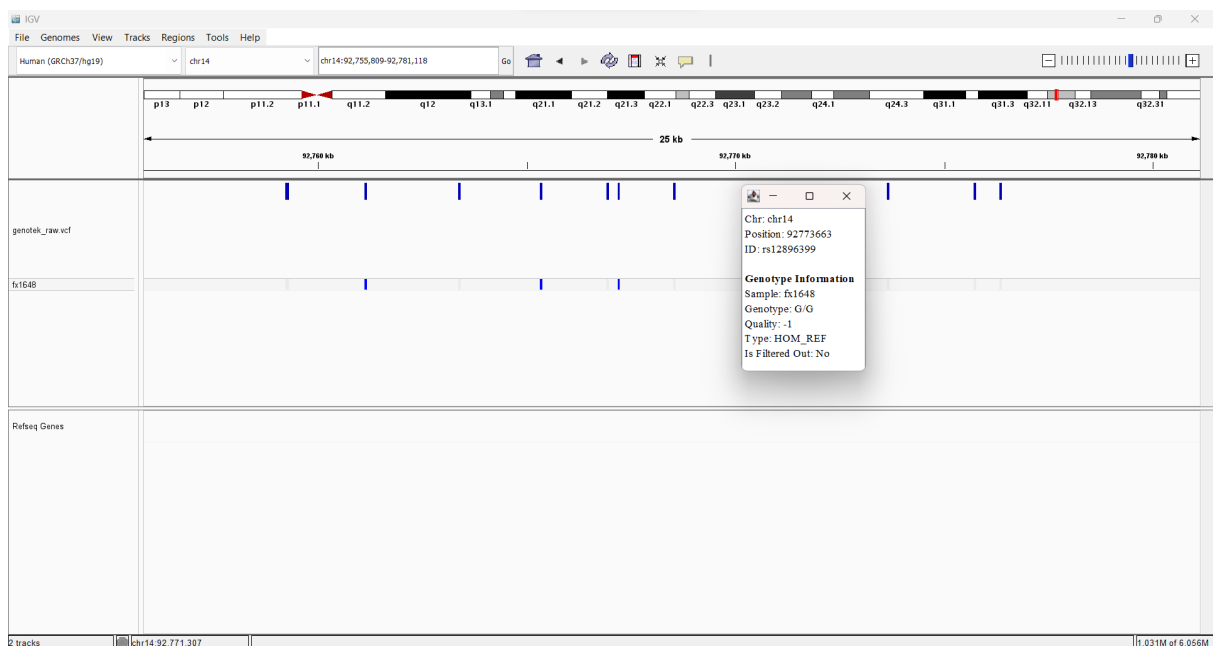 IGV
File Genomes View Tracks Regions Tools Help
Human (GRCh37/hg19) chr14 chr14:92,755,809-92,781,118 Go
p13 p12 p11.2 p11.1 q11.2 q12 q13.1 q21.1 q21.2 q21.3 q22.1 q22.3 q23.1 q23.2 q24.1 q24.3 q31.1 q31.3 q32.11 q32.13 q32.31
25 kb
92,760 kb 92,770 kb 92,780 kb
genotek_raw.vcf
fx1648
Chr: chr14
Position: 92773663
ID: rs12896399
Genotype Information
Sample: fx1648
Genotype: G/G
Quality: -1
Type: HOM_REF
Is Filtered Out: No
Refseq Genes
2 tracks chr14:92,771,307 1,031M of 6,056M